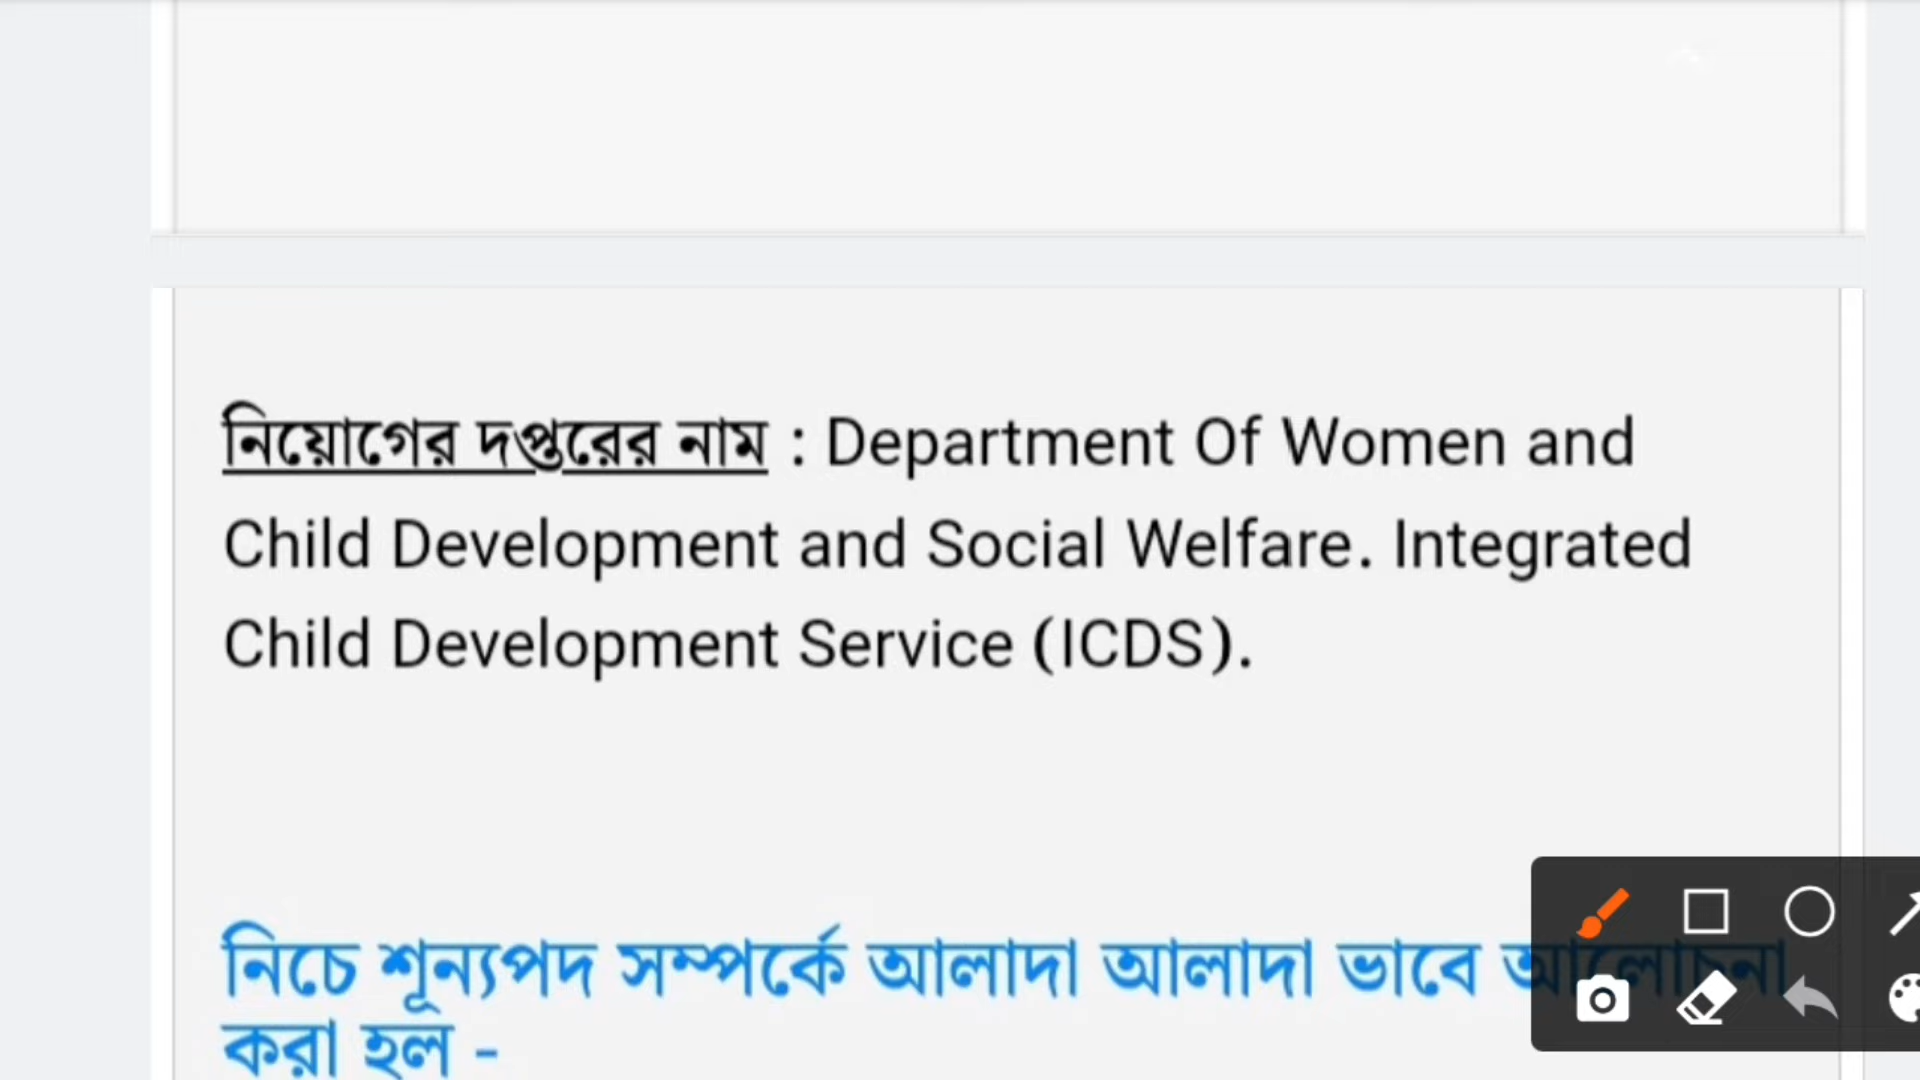 নিয়োগের দপ্তরের নাম : Department Of Women and
Child Development and Social Welfare. Integrated
Child Development Service (ICDS).
নিচে শূন্যপদ সম্পর্কে আলাদা আলাদা ভাবে আলোচনা
করা হল -